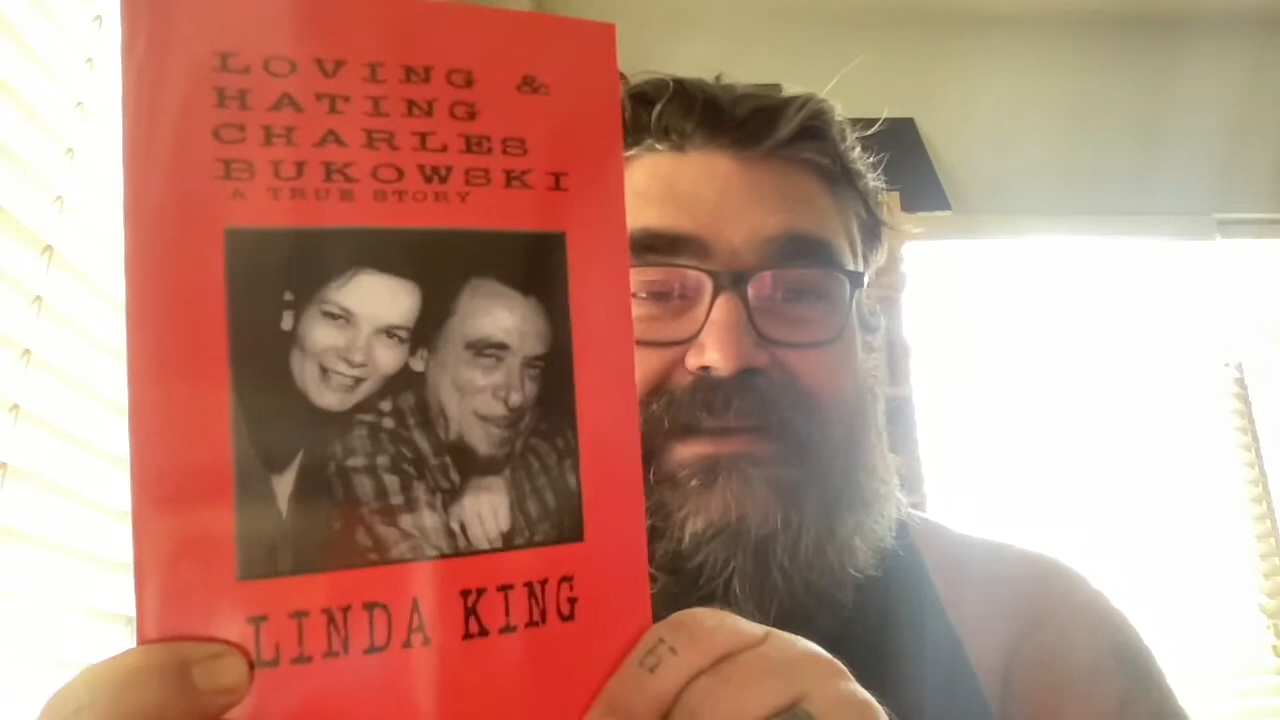 LOVING &
HATING
CHARLES
BUKOWSKI
A TRUE STORY
LINDA KING